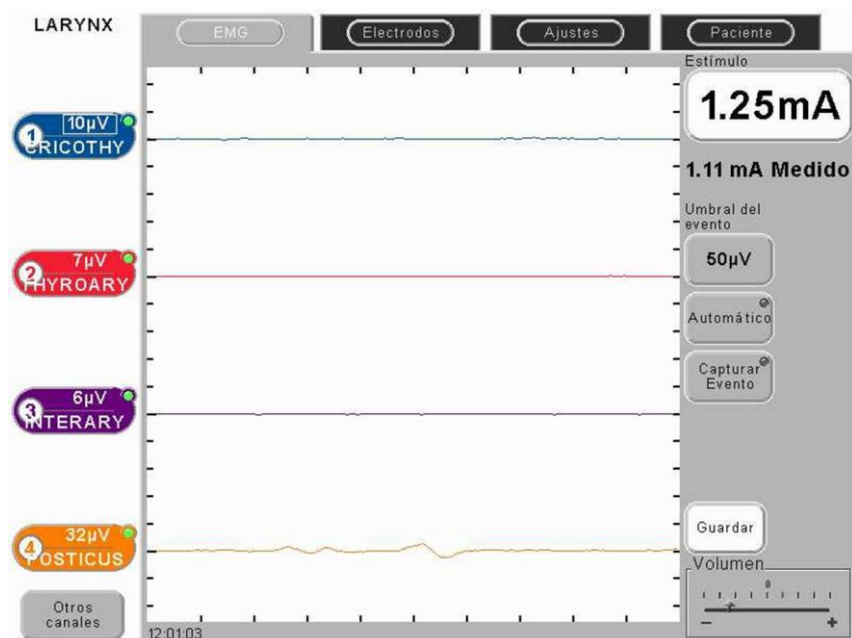 LARYNX
EMG
Electrodos
Ajustes
Paciente
Estímulo
1.25mA
1.11 mA Medido
Umbral del
evento
50µV
Automático
Capturar
Evento
Guardar
Volumen
8
- +
1
10µV
CRICOTHY
2
7µV
THYROARY
3
6µV
INTERARY
4
32µV
POSTICUS
Otros
canales
12:01:03